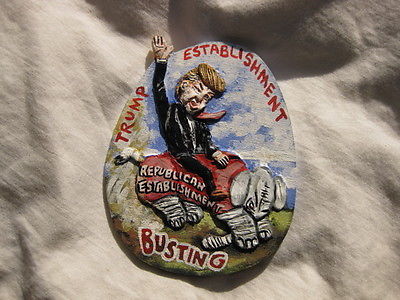 TRUMP
ESTABLISHMENT
REPUBLICAN
ESTABLISHMENT
BUSTING